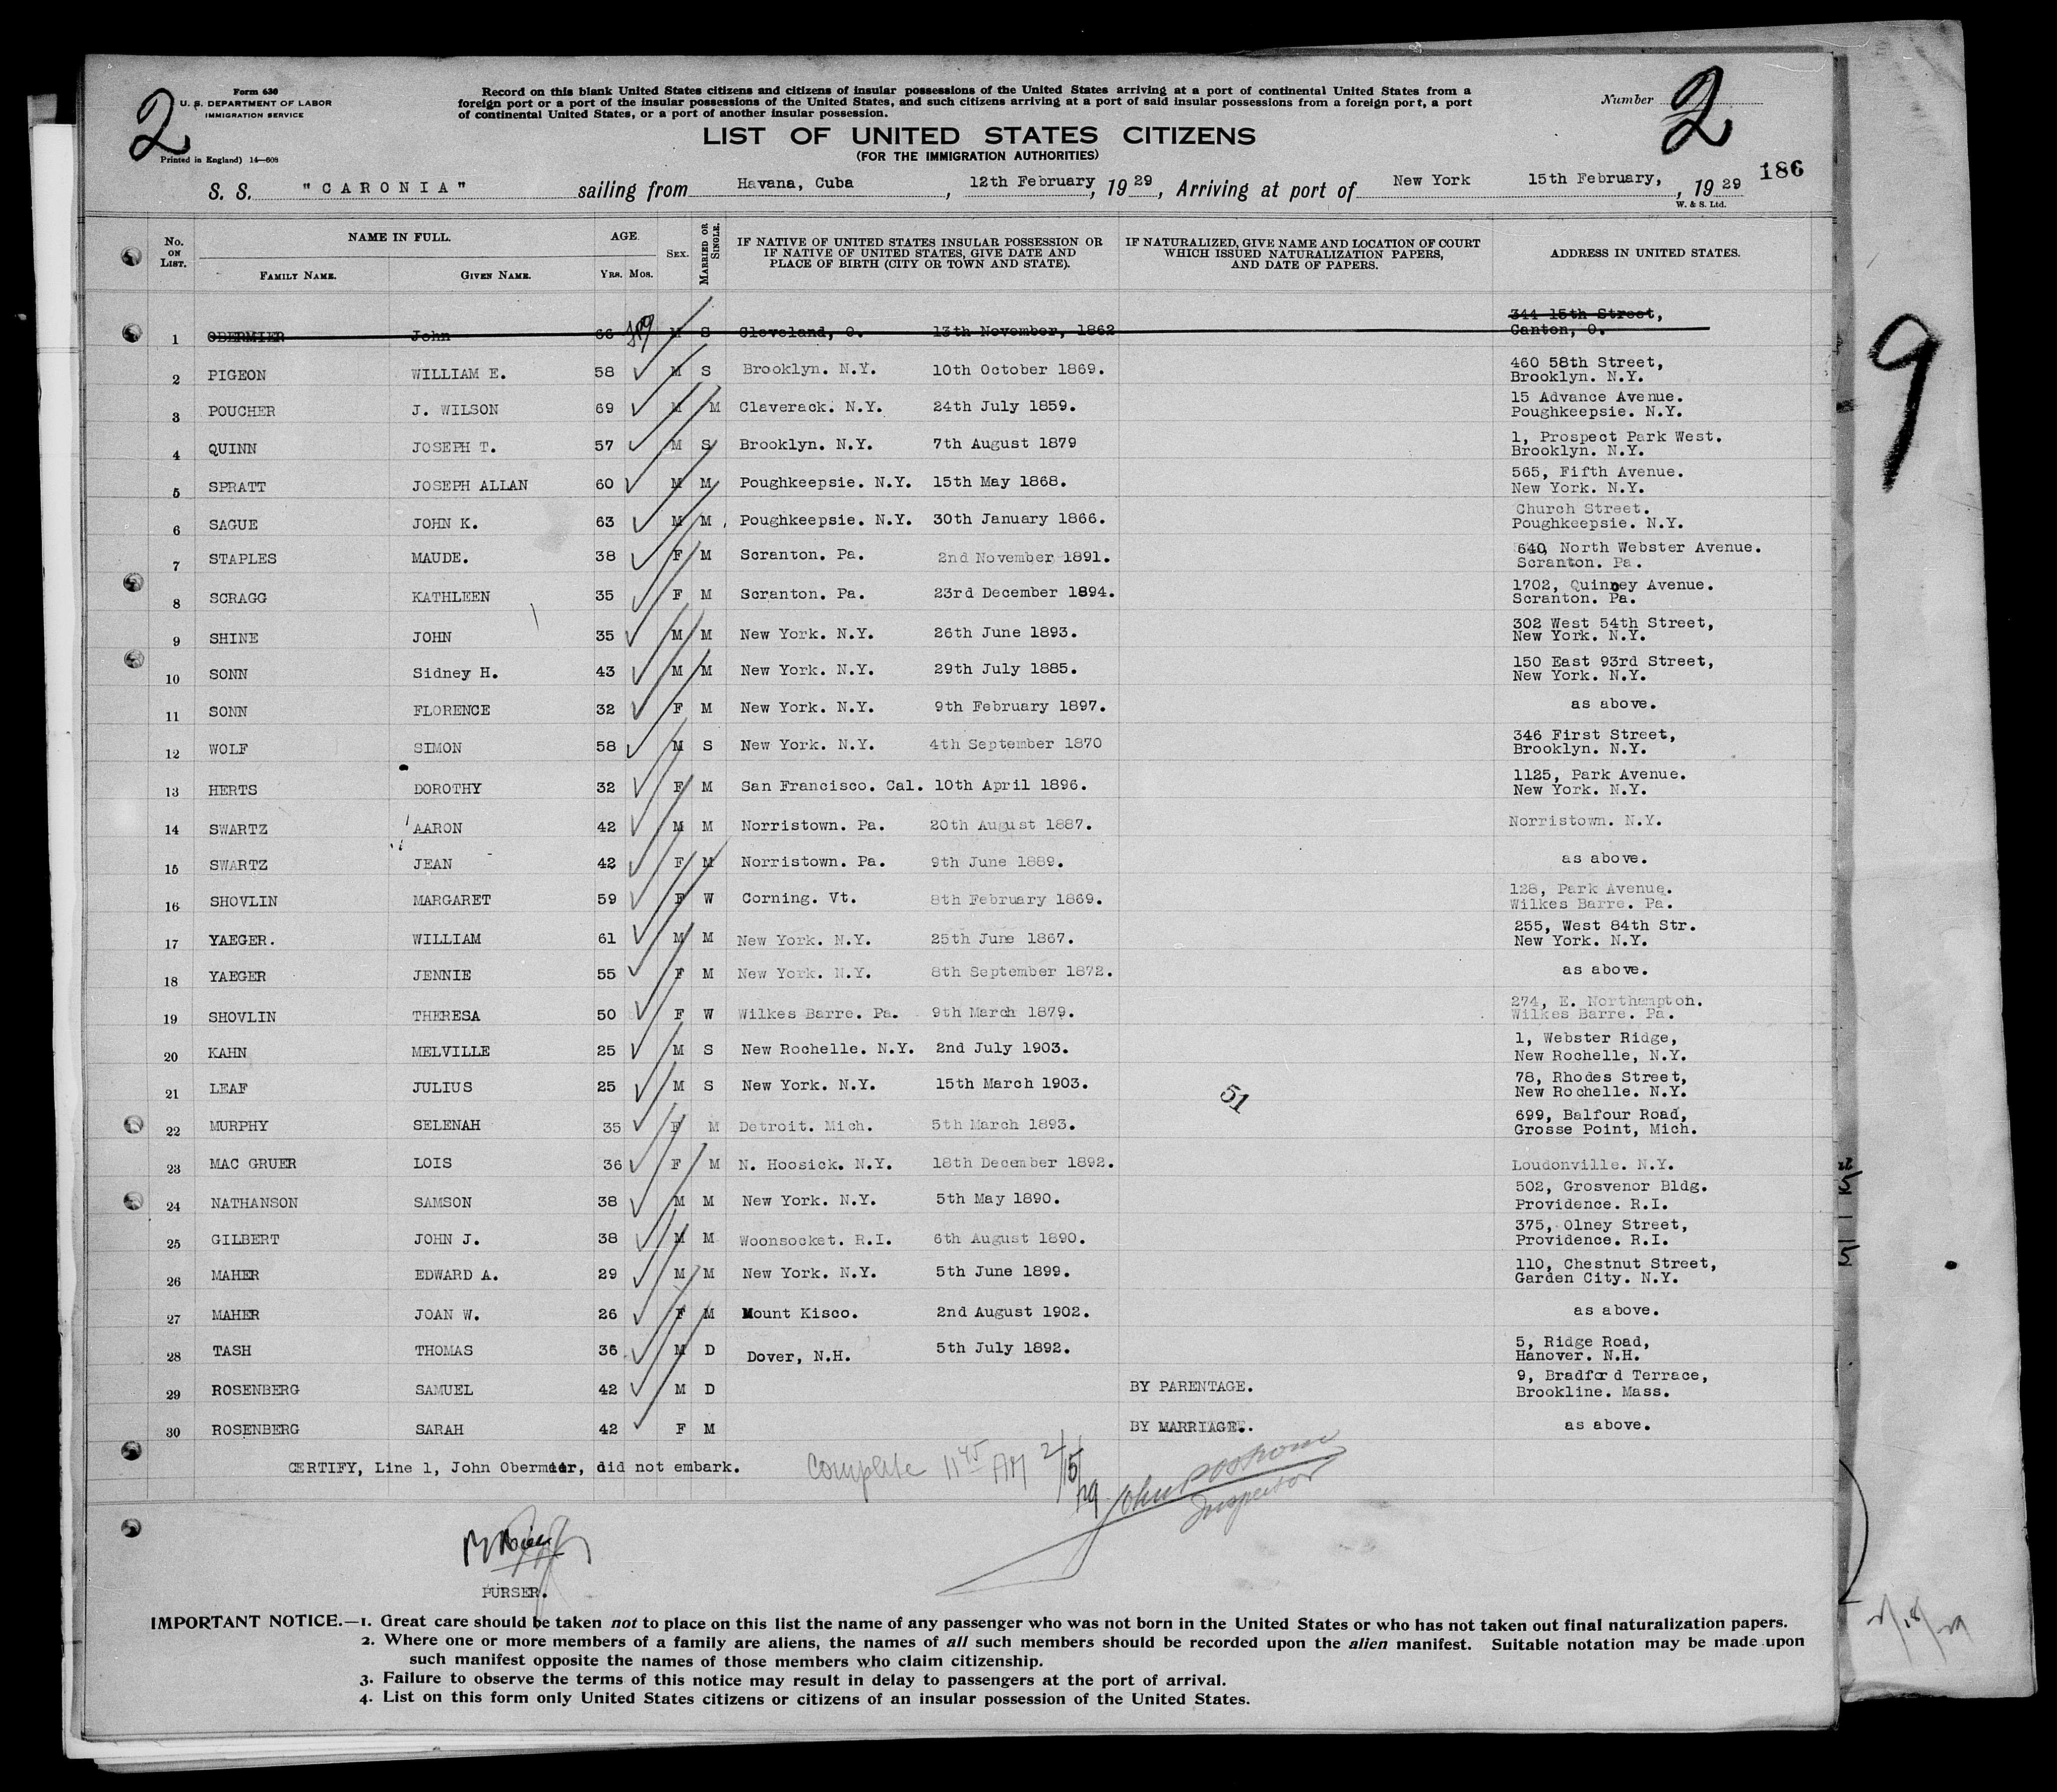 Form 630
U. S. DEPARTMENT OF LABOR
IMMIGRATION SERVICE
2
Printed in England) 14—608
Record on this blank United States citizens and citizens of insular possessions of the United States arriving at a port of continental United States from a
foreign port or a port of the insular possessions of the United States, and such citizens arriving at a port of said insular possessions from a foreign port, a port
of continental United States, or a port of another insular possession.
LIST OF UNITED STATES CITIZENS
(FOR THE IMMIGRATION AUTHORITIES)
Number 2
186
S. S. "CARONIA" sailing from Havana, Cuba, 12th February, 1929, Arriving at port of New York 15th February, , 1929
W. & S. Ltd.
No. ON LIST. NAME IN FULL. FAMILY NAME. GIVEN NAME. AGE. YRS. MOS. SEX. MARRIED OR SINGLE. IF NATIVE OF UNITED STATES INSULAR POSSESSION OR IF NATIVE OF UNITED STATES, GIVE DATE AND PLACE OF BIRTH (CITY OR TOWN AND STATE). IF NATURALIZED, GIVE NAME AND LOCATION OF COURT WHICH ISSUED NATURALIZATION PAPERS, AND DATE OF PAPERS. ADDRESS IN UNITED STATES.
1 OBERMIER John 66 M S Cleveland, O. 13th November, 1862 344 15th Street, Canton, O.
2 PIGEON WILLIAM E. 58 M S Brooklyn. N.Y. 10th October 1869. 460 58th Street, Brooklyn. N.Y.
3 POUCHER J. WILSON 69 M M Claverack. N.Y. 24th July 1859. 15 Advance Avenue. Poughkeepsie. N.Y.
4 QUINN JOSEPH T. 57 M S Brooklyn. N.Y. 7th August 1879 1, Prospect Park West. Brooklyn. N.Y.
5 SPRATT JOSEPH ALLAN 60 M M Poughkeepsie. N.Y. 15th May 1868. 565, Fifth Avenue. New York. N.Y.
6 SAGUE JOHN K. 63 M M Poughkeepsie. N.Y. 30th January 1866. Church Street. Poughkeepsie. N.Y.
7 STAPLES MAUDE. 38 F M Scranton. Pa. 2nd November 1891. 640, North Webster Avenue. Scranton. Pa.
8 SCRAGG KATHLEEN 35 F M Scranton. Pa. 23rd December 1894. 1702, Quinney Avenue. Scranton. Pa.
9 SHINE JOHN 35 M M New York. N.Y. 26th June 1893. 302 West 54th Street, New York. N.Y.
10 SONN Sidney H. 43 M M New York. N.Y. 29th July 1885. 150 East 93rd Street, New York. N.Y.
11 SONN FLORENCE 32 F M New York. N.Y. 9th February 1897. as above.
12 WOLF SIMON 58 M S New York. N.Y. 4th September 1870 346 First Street, Brooklyn. N.Y.
13 HERTS DOROTHY 32 F M San Francisco. Cal. 10th April 1896. 1125, Park Avenue. New York. N.Y.
14 SWARTZ AARON 42 M M Norristown. Pa. 20th August 1887. Norristown. N.Y.
15 SWARTZ JEAN 42 F M Norristown. Pa. 9th June 1889. as above.
16 SHOVLIN MARGARET 59 F W Corning. Vt. 8th February 1869. 128, Park Avenue. Wilkes Barre. Pa.
17 YAEGER. WILLIAM 61 M M New York. N.Y. 25th June 1867. 255, West 84th Str. New York. N.Y.
18 YAEGER JENNIE 55 F M New York. N.Y. 8th September 1872. as above.
19 SHOVLIN THERESA 50 F W Wilkes Barre. Pa. 9th March 1879. 274, E. Northampton. Wilkes Barre. Pa.
20 KAHN MELVILLE 25 M S New Rochelle. N.Y. 2nd July 1903. 1, Webster Ridge, New Rochelle, N.Y.
21 LEAF JULIUS 25 M S New York. N.Y. 15th March 1903. 78, Rhodes Street, New Rochelle. N.Y.
51
22 MURPHY SELENAH 35 F M Detroit. Mich. 5th March 1893. 699, Balfour Road, Grosse Point, Mich.
23 MAC GRUER LOIS 36 F M N. Hoosick. N.Y. 18th December 1892. Loudonville. N.Y.
24 NATHANSON SAMSON 38 M M New York. N.Y. 5th May 1890. 502, Grosvenor Bldg. Providence. R.I.
25 GILBERT JOHN J. 38 M M Woonsocket. R.I. 6th August 1890. 375, Olney Street, Providence. R.I.
26 MAHER EDWARD A. 29 M M New York. N.Y. 5th June 1899. 110, Chestnut Street, Garden City. N.Y.
27 MAHER JOAN W. 26 F M Mount Kisco. 2nd August 1902. as above.
28 TASH THOMAS 36 M D Dover, N.H. 5th July 1892. 5, Ridge Road, Hanover. N.H.
29 ROSENBERG SAMUEL 42 M D BY PARENTAGE. 9, Bradford Terrace, Brookline. Mass.
30 ROSENBERG SARAH 42 F M BY MARRIAGE. as above.
CERTIFY, Line 1, John Obermier, did not embark.
Complete 11 45 AM 2/15/29
Inspector
PURSER.
IMPORTANT NOTICE.—1. Great care should be taken not to place on this list the name of any passenger who was not born in the United States or who has not taken out final naturalization papers.
2. Where one or more members of a family are aliens, the names of all such members should be recorded upon the alien manifest. Suitable notation may be made upon
such manifest opposite the names of those members who claim citizenship.
3. Failure to observe the terms of this notice may result in delay to passengers at the port of arrival.
4. List on this form only United States citizens or citizens of an insular possession of the United States.
9